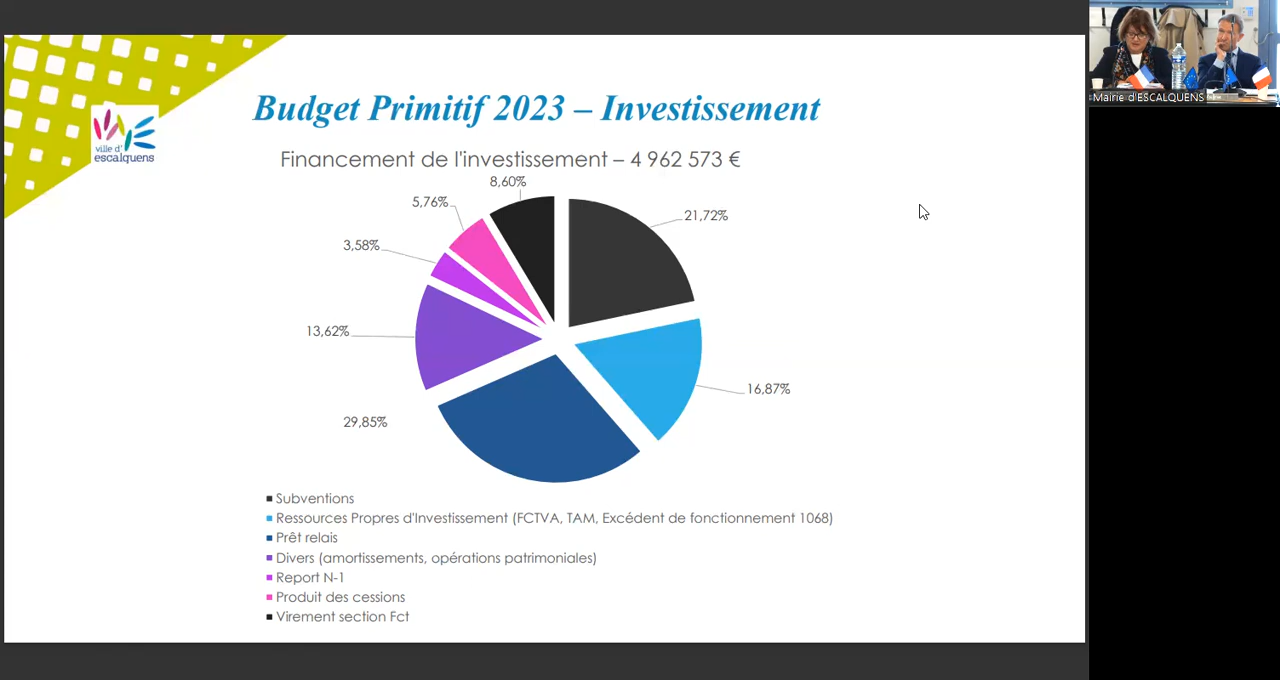 Mairie d'ESCALQUENS
ville d'
escalquens
Budget Primitif 2023 – Investissement
Financement de l'investissement – 4 962 573 €
8,60%
5,76%
21,72%
3,58%
13,62%
16,87%
29,85%
Subventions
Ressources Propres d'Investissement (FCTVA, TAM, Excédent de fonctionnement 1068)
Prêt relais
Divers (amortissements, opérations patrimoniales)
Report N-1
Produit des cessions
Virement section Fct